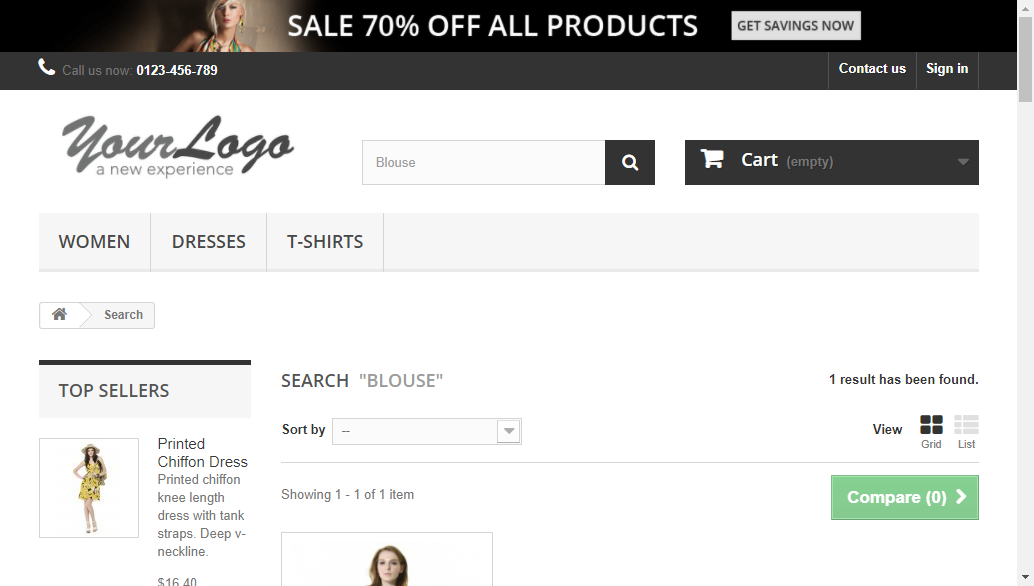 SALE 70% OFF ALL PRODUCTS
GET SAVINGS NOW
Call us now: 0123-456-789
Contact us
Sign in
YourLogo
a new experience
Blouse
Cart (empty)
WOMEN
DRESSES
T-SHIRTS
Search
TOP SELLERS
Printed
Chiffon Dress
Printed chiffon
knee length
dress with tank
straps. Deep v-
neckline.
$16.40
SEARCH "BLOUSE"
1 result has been found.
Sort by
--
View
Grid
List
Showing 1 - 1 of 1 item
Compare (0)